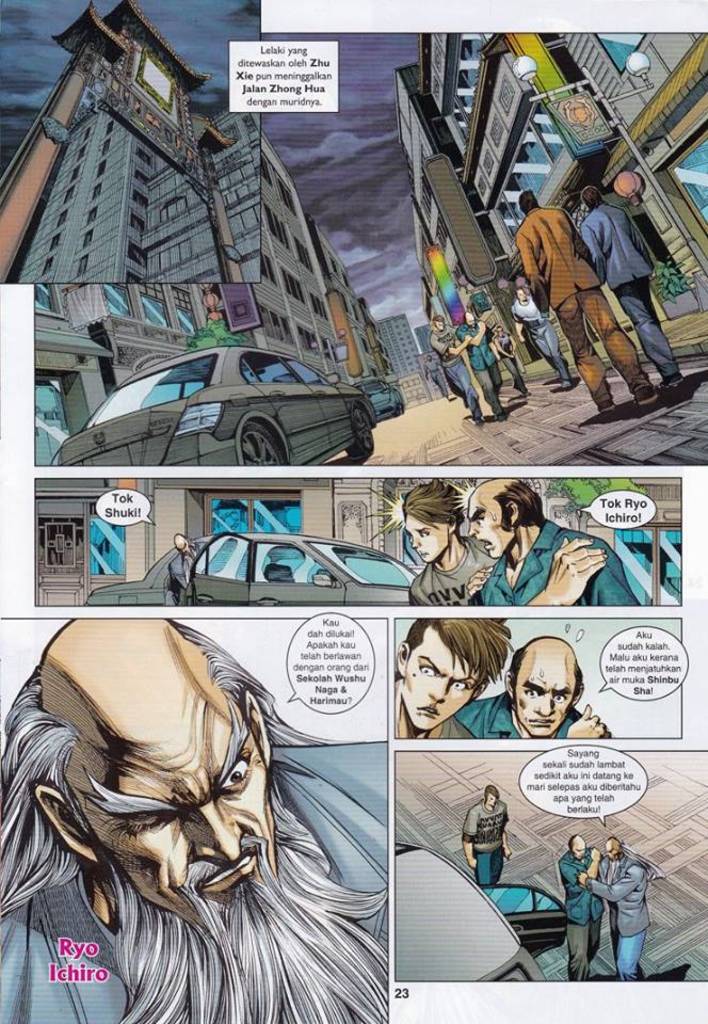 Lelaki yang
ditewaskan oleh Zhu
Xie pun meninggalkan
Jalan Zhong Hua
dengan muridnya.
Tok
Shuki!
Tok Ryo
Ichiro!
Kau
dah dilukai!
Apakah kau
telah berlawan
dengan orang dari
Sekolah Wushu
Naga &
Harimau?
Ryo
Ichiro
Aku
sudah kalah.
Malu aku kerana
telah menjatuhkan
air muka Shinbu
Sha!
Sayang
sekali sudah lambat
sedikit aku ini datang ke
mari selepas aku diberitahu
apa yang telah
berlaku!
23